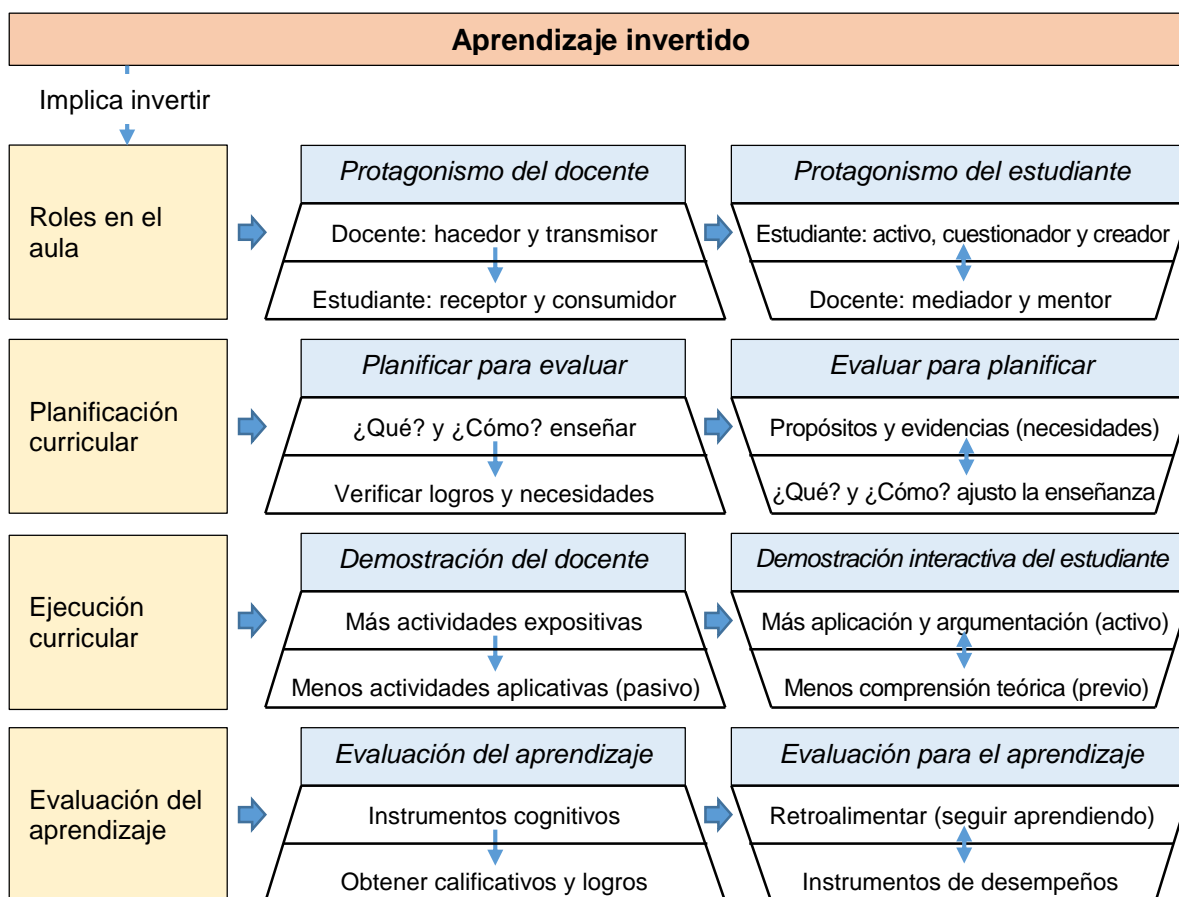 Aprendizaje invertido
Implica invertir
Roles en el
aula
Protagonismo del docente
Docente: hacedor y transmisor
Estudiante: receptor y consumidor
Protagonismo del estudiante
Estudiante: activo, cuestionador y creador
Docente: mediador y mentor
Planificación
curricular
Planificar para evaluar
¿Qué? y ¿Cómo? enseñar
Verificar logros y necesidades
Evaluar para planificar
Propósitos y evidencias (necesidades)
¿Qué? y ¿Cómo? ajusto la enseñanza
Ejecución
curricular
Demostración del docente
Más actividades expositivas
Menos actividades aplicativas (pasivo)
Demostración interactiva del estudiante
Más aplicación y argumentación (activo)
Menos comprensión teórica (previo)
Evaluación del
aprendizaje
Evaluación del aprendizaje
Instrumentos cognitivos
Obtener calificativos y logros
Evaluación para el aprendizaje
Retroalimentar (seguir aprendiendo)
Instrumentos de desempeños